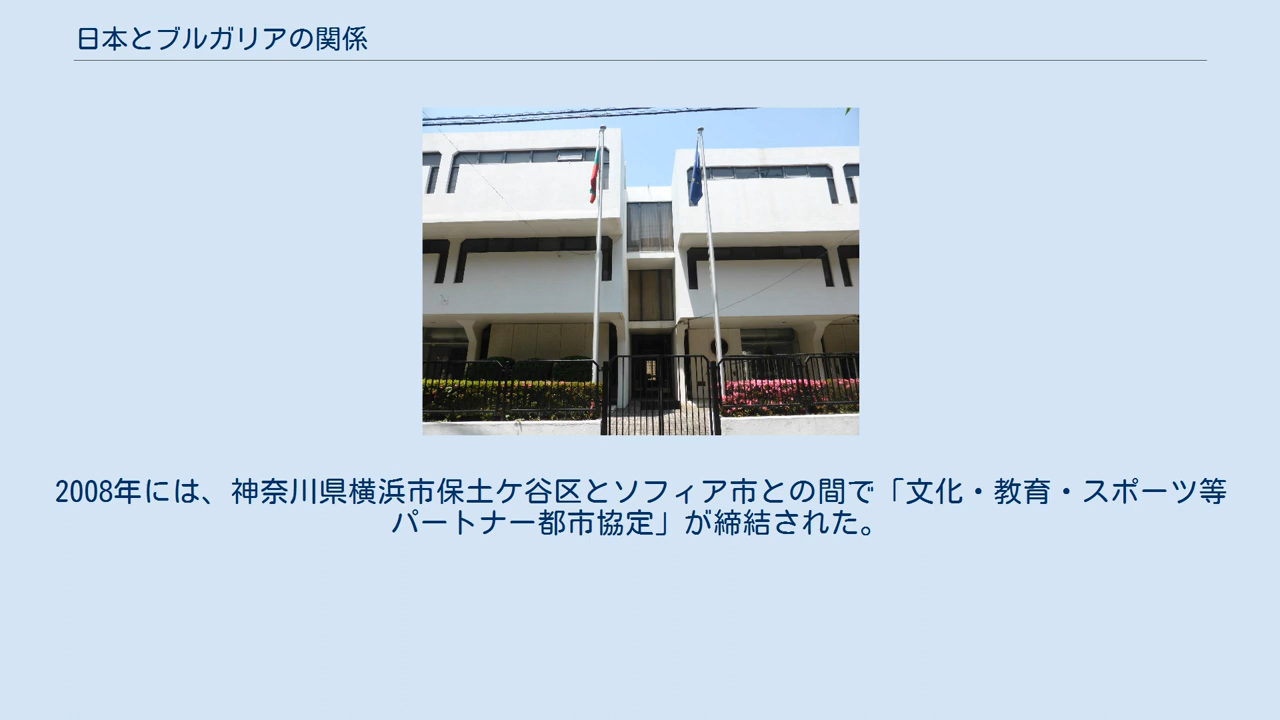 日本とブルガリアの関係
2008年には、神奈川県横浜市保土ケ谷区とソフィア市との間で「文化・教育・スポーツ等
パートナー都市協定」が締結された。